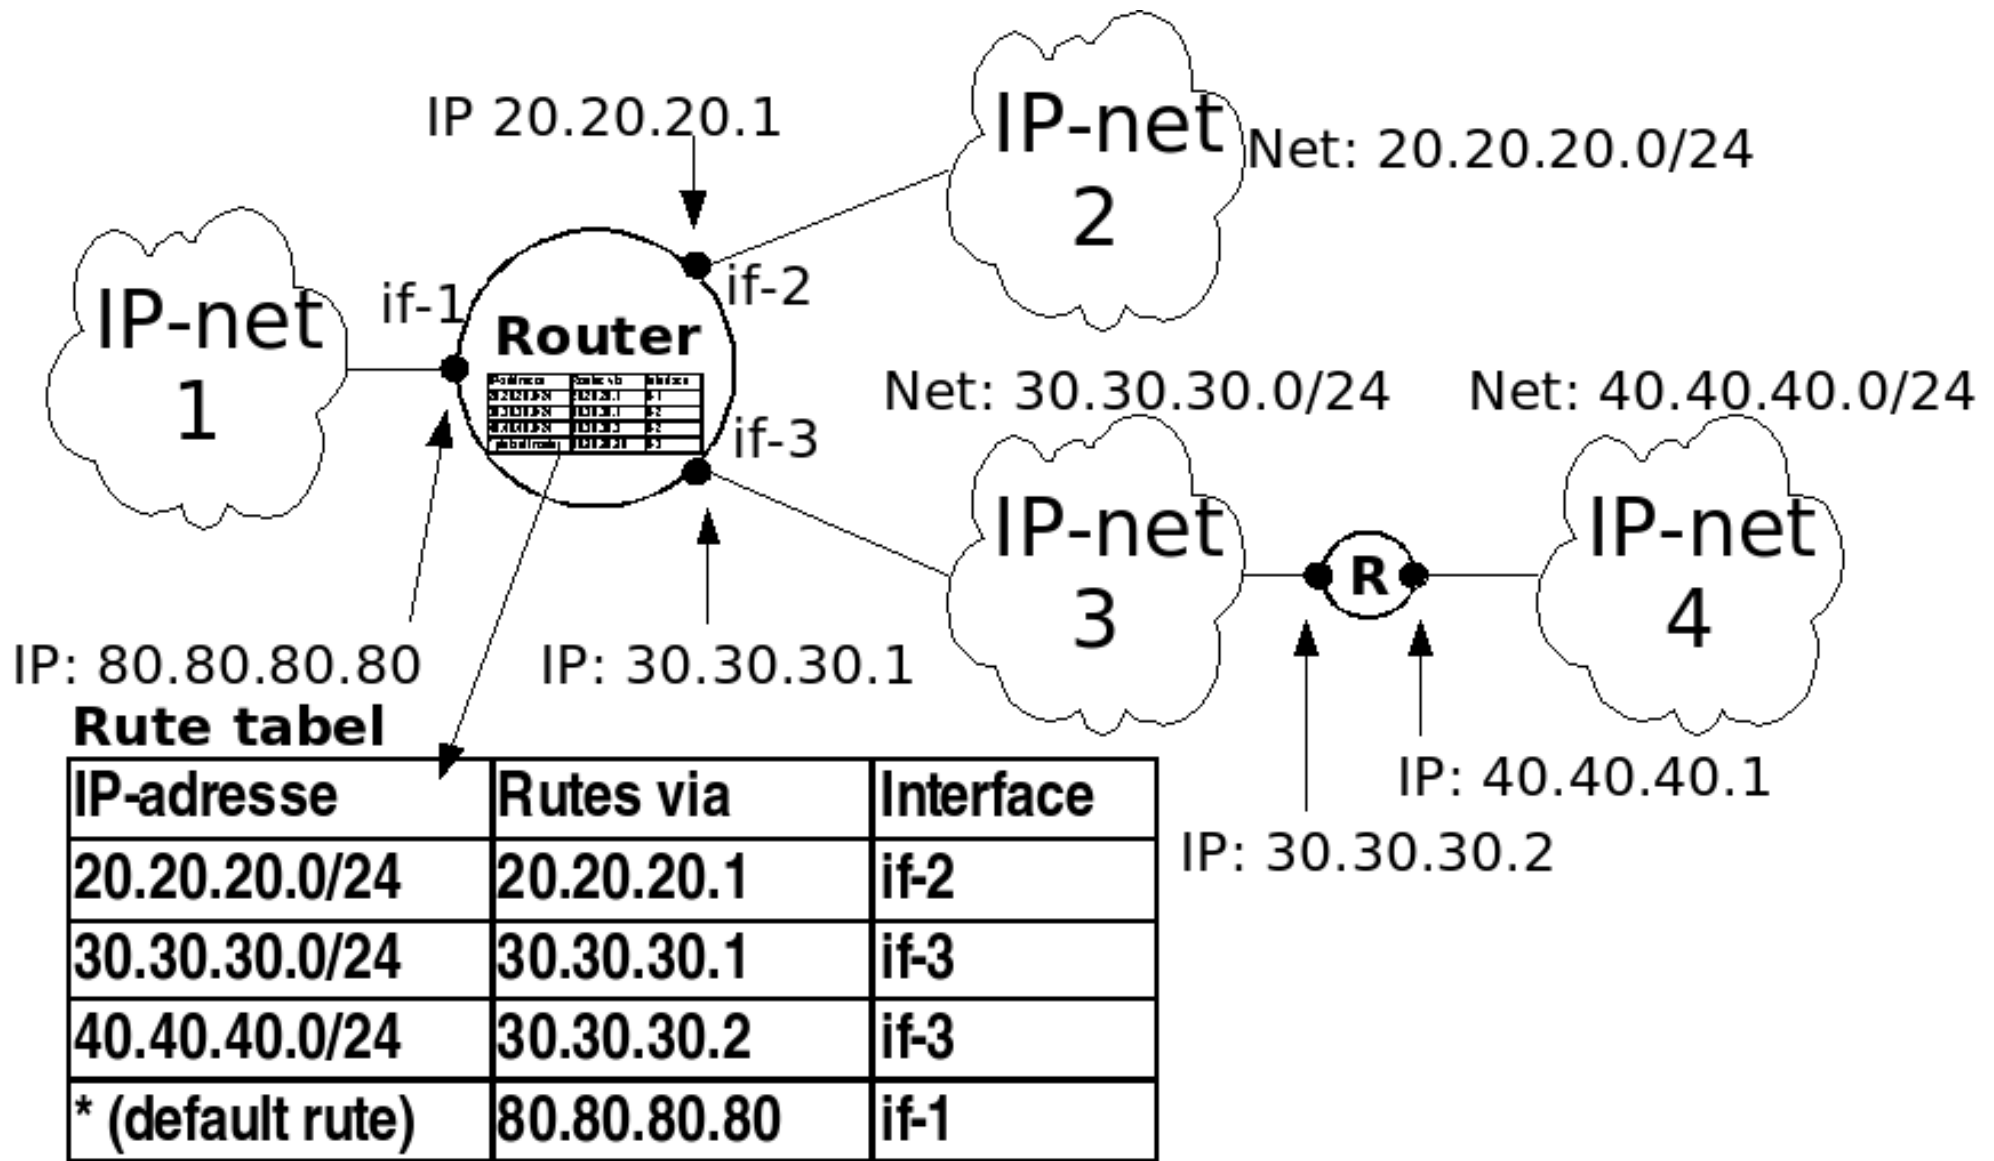 IP 20.20.20.1
IP-net
2
Net: 20.20.20.0/24
IP-net
1
if-1
if-2
Router
if-3
Net: 30.30.30.0/24
Net: 40.40.40.0/24
IP-net
3
R
IP-net
4
IP: 80.80.80.80
IP: 30.30.30.1
IP: 40.40.40.1
IP: 30.30.30.2
Rute tabel
IP-adresse Rutes via Interface
20.20.20.0/24 20.20.20.1 if-2
30.30.30.0/24 30.30.30.1 if-3
40.40.40.0/24 30.30.30.2 if-3
* (default rute) 80.80.80.80 if-1